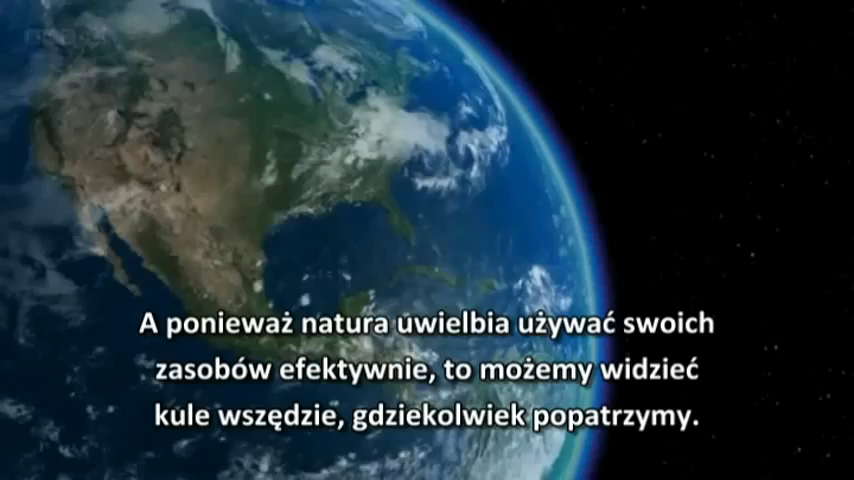 A ponieważ natura uwielbia używać swoich
zasobów efektywnie, to możemy widzieć
kule wszędzie, gdziekolwiek popatrzymy.